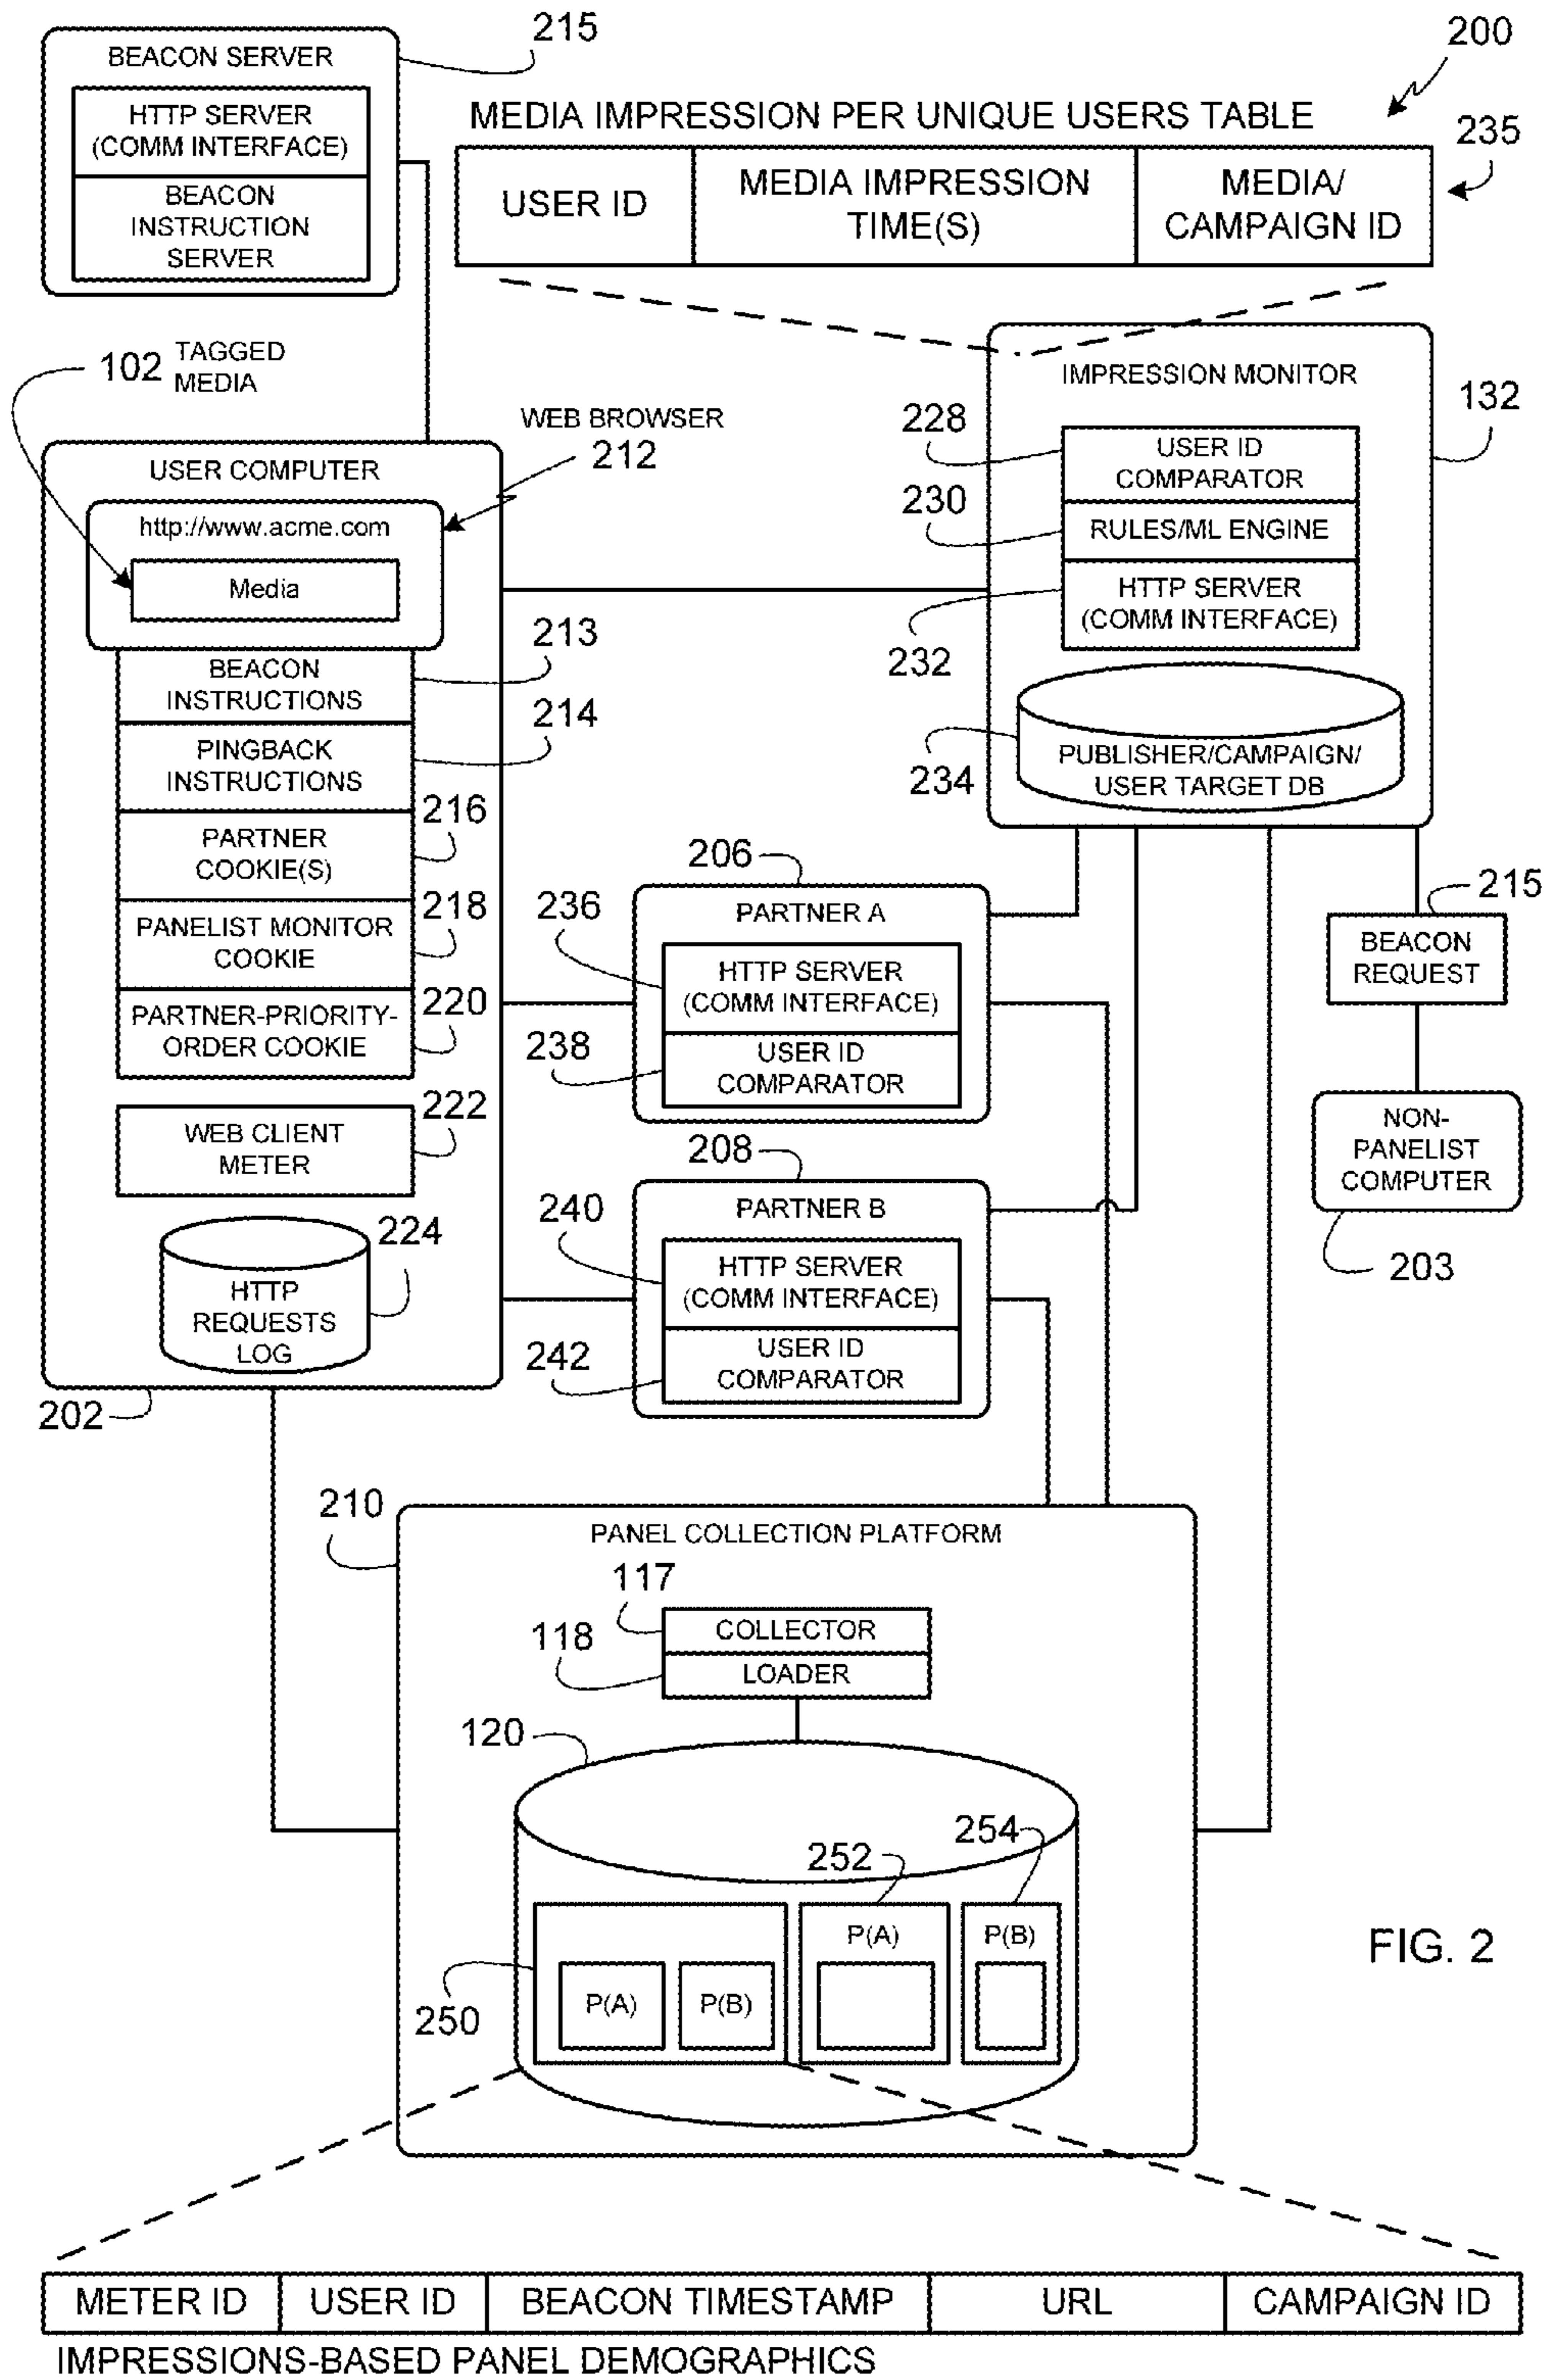 BEACON SERVER
215
HTTP SERVER
(COMM INTERFACE)
BEACON
INSTRUCTION
SERVER
200
MEDIA IMPRESSION PER UNIQUE USERS TABLE
235
USER ID
MEDIA IMPRESSION
TIME(S)
MEDIA/
CAMPAIGN ID
102
TAGGED
MEDIA
WEB BROWSER
212
USER COMPUTER
http://www.acme.com
Media
213
BEACON
INSTRUCTIONS
214
PINGBACK
INSTRUCTIONS
216
PARTNER
COOKIE(S)
218
PANELIST MONITOR
COOKIE
220
PARTNER-PRIORITY-
ORDER COOKIE
222
WEB CLIENT
METER
224
HTTP
REQUESTS
LOG
202
IMPRESSION MONITOR
132
228
USER ID
COMPARATOR
230
RULES/ML ENGINE
HTTP SERVER
(COMM INTERFACE)
232
234
PUBLISHER/CAMPAIGN/
USER TARGET DB
206
PARTNER A
236
HTTP SERVER
(COMM INTERFACE)
238
USER ID
COMPARATOR
208
PARTNER B
240
HTTP SERVER
(COMM INTERFACE)
242
USER ID
COMPARATOR
215
BEACON
REQUEST
NON-
PANELIST
COMPUTER
203
210
PANEL COLLECTION PLATFORM
117
COLLECTOR
118
LOADER
120
254
252
P(A)
P(B)
P(A)
P(B)
250
FIG. 2
METER ID
USER ID
BEACON TIMESTAMP
URL
CAMPAIGN ID
IMPRESSIONS-BASED PANEL DEMOGRAPHICS